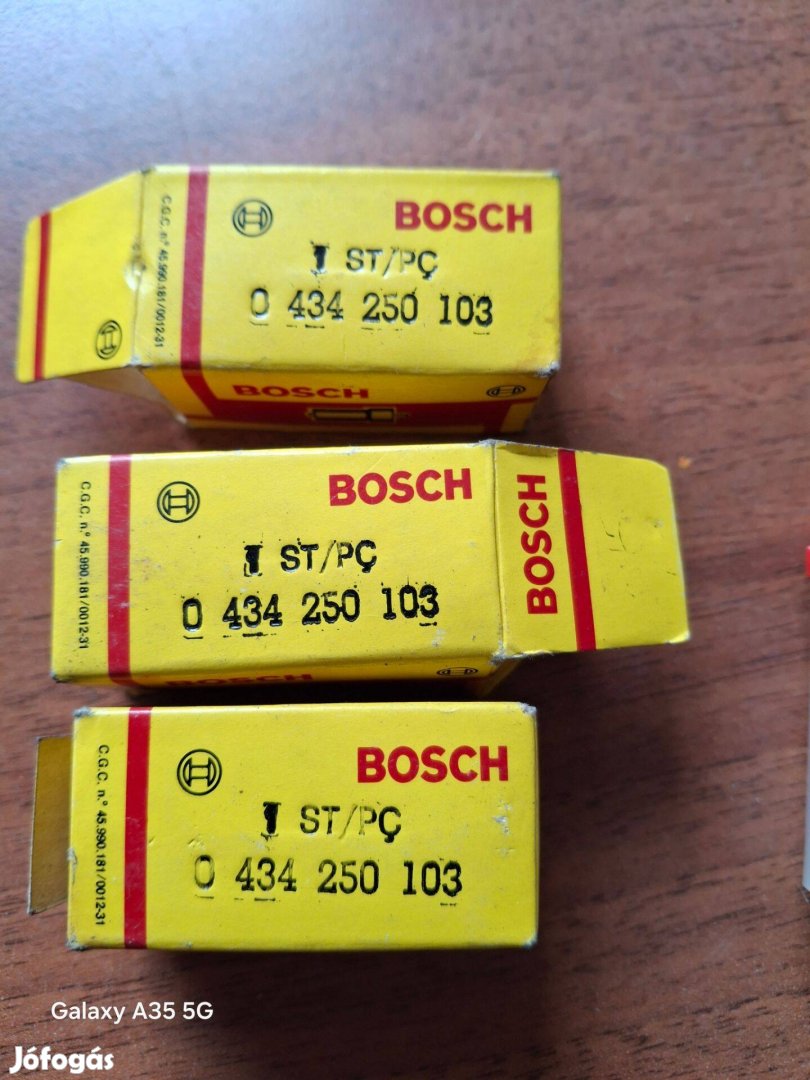 BOSCH
1 ST/PÇ
0 434 250 103
C.G.C. n.° 45.990.181/0012-31
BOSCH
BOSCH
1 ST/PÇ
0 434 250 103
C.G.C. n.° 45.990.181/0012-31
BOSCH
BOSCH
BOSCH
1 ST/PÇ
0 434 250 103
C.G.C. n.° 45.990.181/0012-31
Galaxy A35 5G
Jófogás